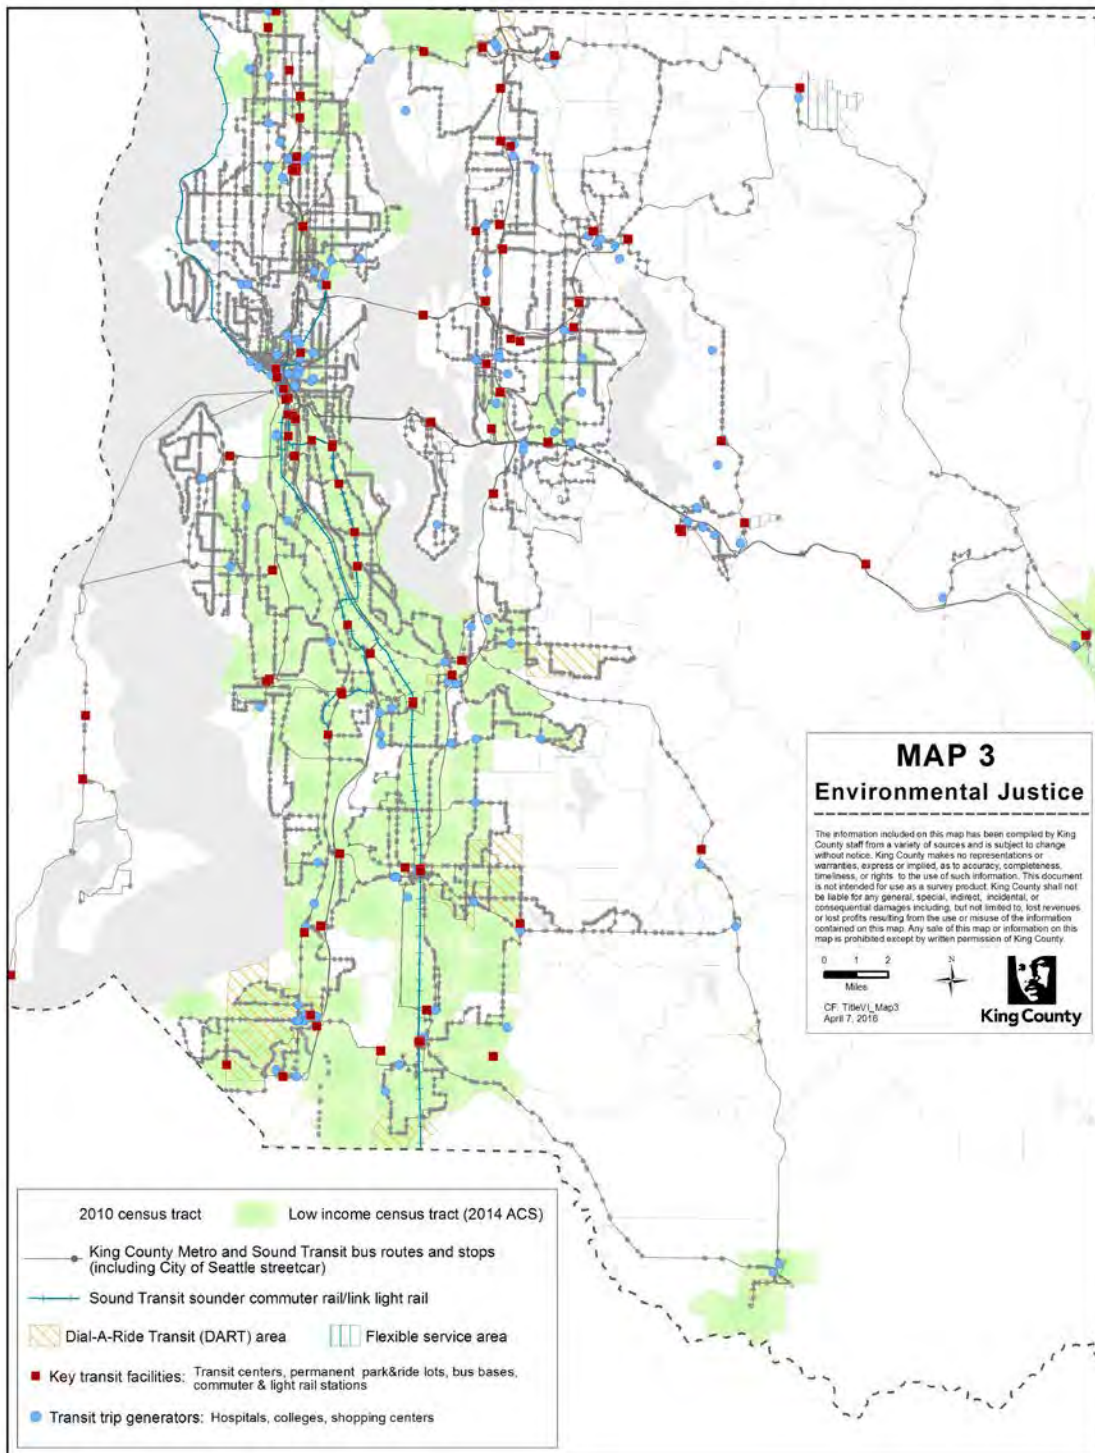 MAP 3
Environmental Justice
The information included on this map has been compiled by King
County staff from a variety of sources and is subject to change
without notice. King County makes no representations or
warranties, express or implied, as to accuracy, completeness,
timeliness, or rights to the use of such information. This document
is not intended for use as a survey product. King County shall not
be liable for any general, special, indirect, incidental, or
consequential damages including, but not limited to, lost revenues
or lost profits resulting from the use or misuse of the information
contained on this map. Any sale of this map or information on this
map is prohibited except by written permission of King County.
0 1 2
Miles
N
CF: TitleVI_Map3
April 7, 2016
King County
2010 census tract
Low income census tract (2014 ACS)
King County Metro and Sound Transit bus routes and stops
(including City of Seattle streetcar)
Sound Transit sounder commuter rail/link light rail
Dial-A-Ride Transit (DART) area
Flexible service area
Key transit facilities: Transit centers, permanent park&ride lots, bus bases,
commuter & light rail stations
Transit trip generators: Hospitals, colleges, shopping centers